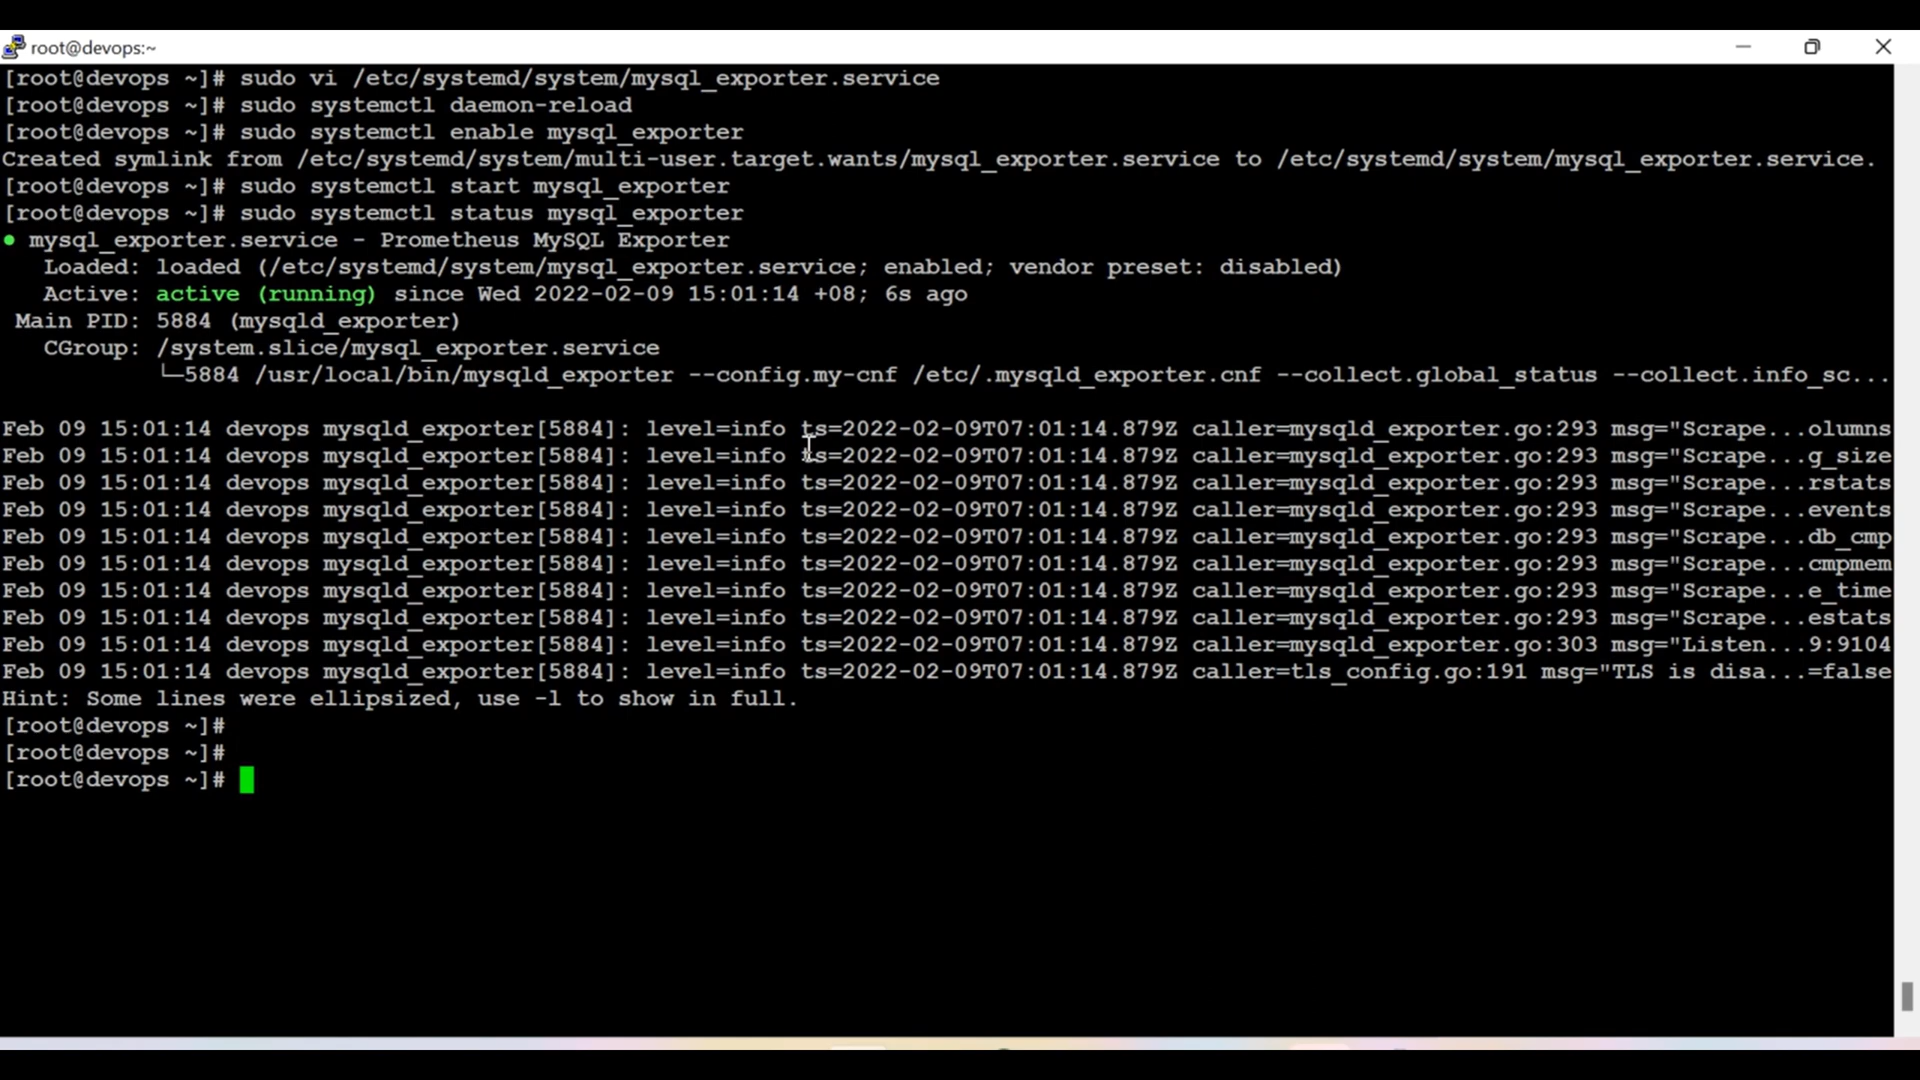 root@devops:~
[root@devops ~]# sudo vi /etc/systemd/system/mysql_exporter.service
[root@devops ~]# sudo systemctl daemon-reload
[root@devops ~]# sudo systemctl enable mysql_exporter
Created symlink from /etc/systemd/system/multi-user.target.wants/mysql_exporter.service to /etc/systemd/system/mysql_exporter.service.
[root@devops ~]# sudo systemctl start mysql_exporter
[root@devops ~]# sudo systemctl status mysql_exporter
● mysql_exporter.service - Prometheus MySQL Exporter
   Loaded: loaded (/etc/systemd/system/mysql_exporter.service; enabled; vendor preset: disabled)
   Active: active (running) since Wed 2022-02-09 15:01:14 +08; 6s ago
 Main PID: 5884 (mysqld_exporter)
   CGroup: /system.slice/mysql_exporter.service
           └─5884 /usr/local/bin/mysqld_exporter --config.my-cnf /etc/.mysqld_exporter.cnf --collect.global_status --collect.info_sc...
Feb 09 15:01:14 devops mysqld_exporter[5884]: level=info ts=2022-02-09T07:01:14.879Z caller=mysqld_exporter.go:293 msg="Scrape...olumns
Feb 09 15:01:14 devops mysqld_exporter[5884]: level=info ts=2022-02-09T07:01:14.879Z caller=mysqld_exporter.go:293 msg="Scrape...g_size
Feb 09 15:01:14 devops mysqld_exporter[5884]: level=info ts=2022-02-09T07:01:14.879Z caller=mysqld_exporter.go:293 msg="Scrape...rstats
Feb 09 15:01:14 devops mysqld_exporter[5884]: level=info ts=2022-02-09T07:01:14.879Z caller=mysqld_exporter.go:293 msg="Scrape...events
Feb 09 15:01:14 devops mysqld_exporter[5884]: level=info ts=2022-02-09T07:01:14.879Z caller=mysqld_exporter.go:293 msg="Scrape...db_cmp
Feb 09 15:01:14 devops mysqld_exporter[5884]: level=info ts=2022-02-09T07:01:14.879Z caller=mysqld_exporter.go:293 msg="Scrape...cmpmem
Feb 09 15:01:14 devops mysqld_exporter[5884]: level=info ts=2022-02-09T07:01:14.879Z caller=mysqld_exporter.go:293 msg="Scrape...e_time
Feb 09 15:01:14 devops mysqld_exporter[5884]: level=info ts=2022-02-09T07:01:14.879Z caller=mysqld_exporter.go:293 msg="Scrape...estats
Feb 09 15:01:14 devops mysqld_exporter[5884]: level=info ts=2022-02-09T07:01:14.879Z caller=mysqld_exporter.go:303 msg="Listen...9:9104
Feb 09 15:01:14 devops mysqld_exporter[5884]: level=info ts=2022-02-09T07:01:14.879Z caller=tls_config.go:191 msg="TLS is disa...=false
Hint: Some lines were ellipsized, use -l to show in full.
[root@devops ~]#
[root@devops ~]#
[root@devops ~]#